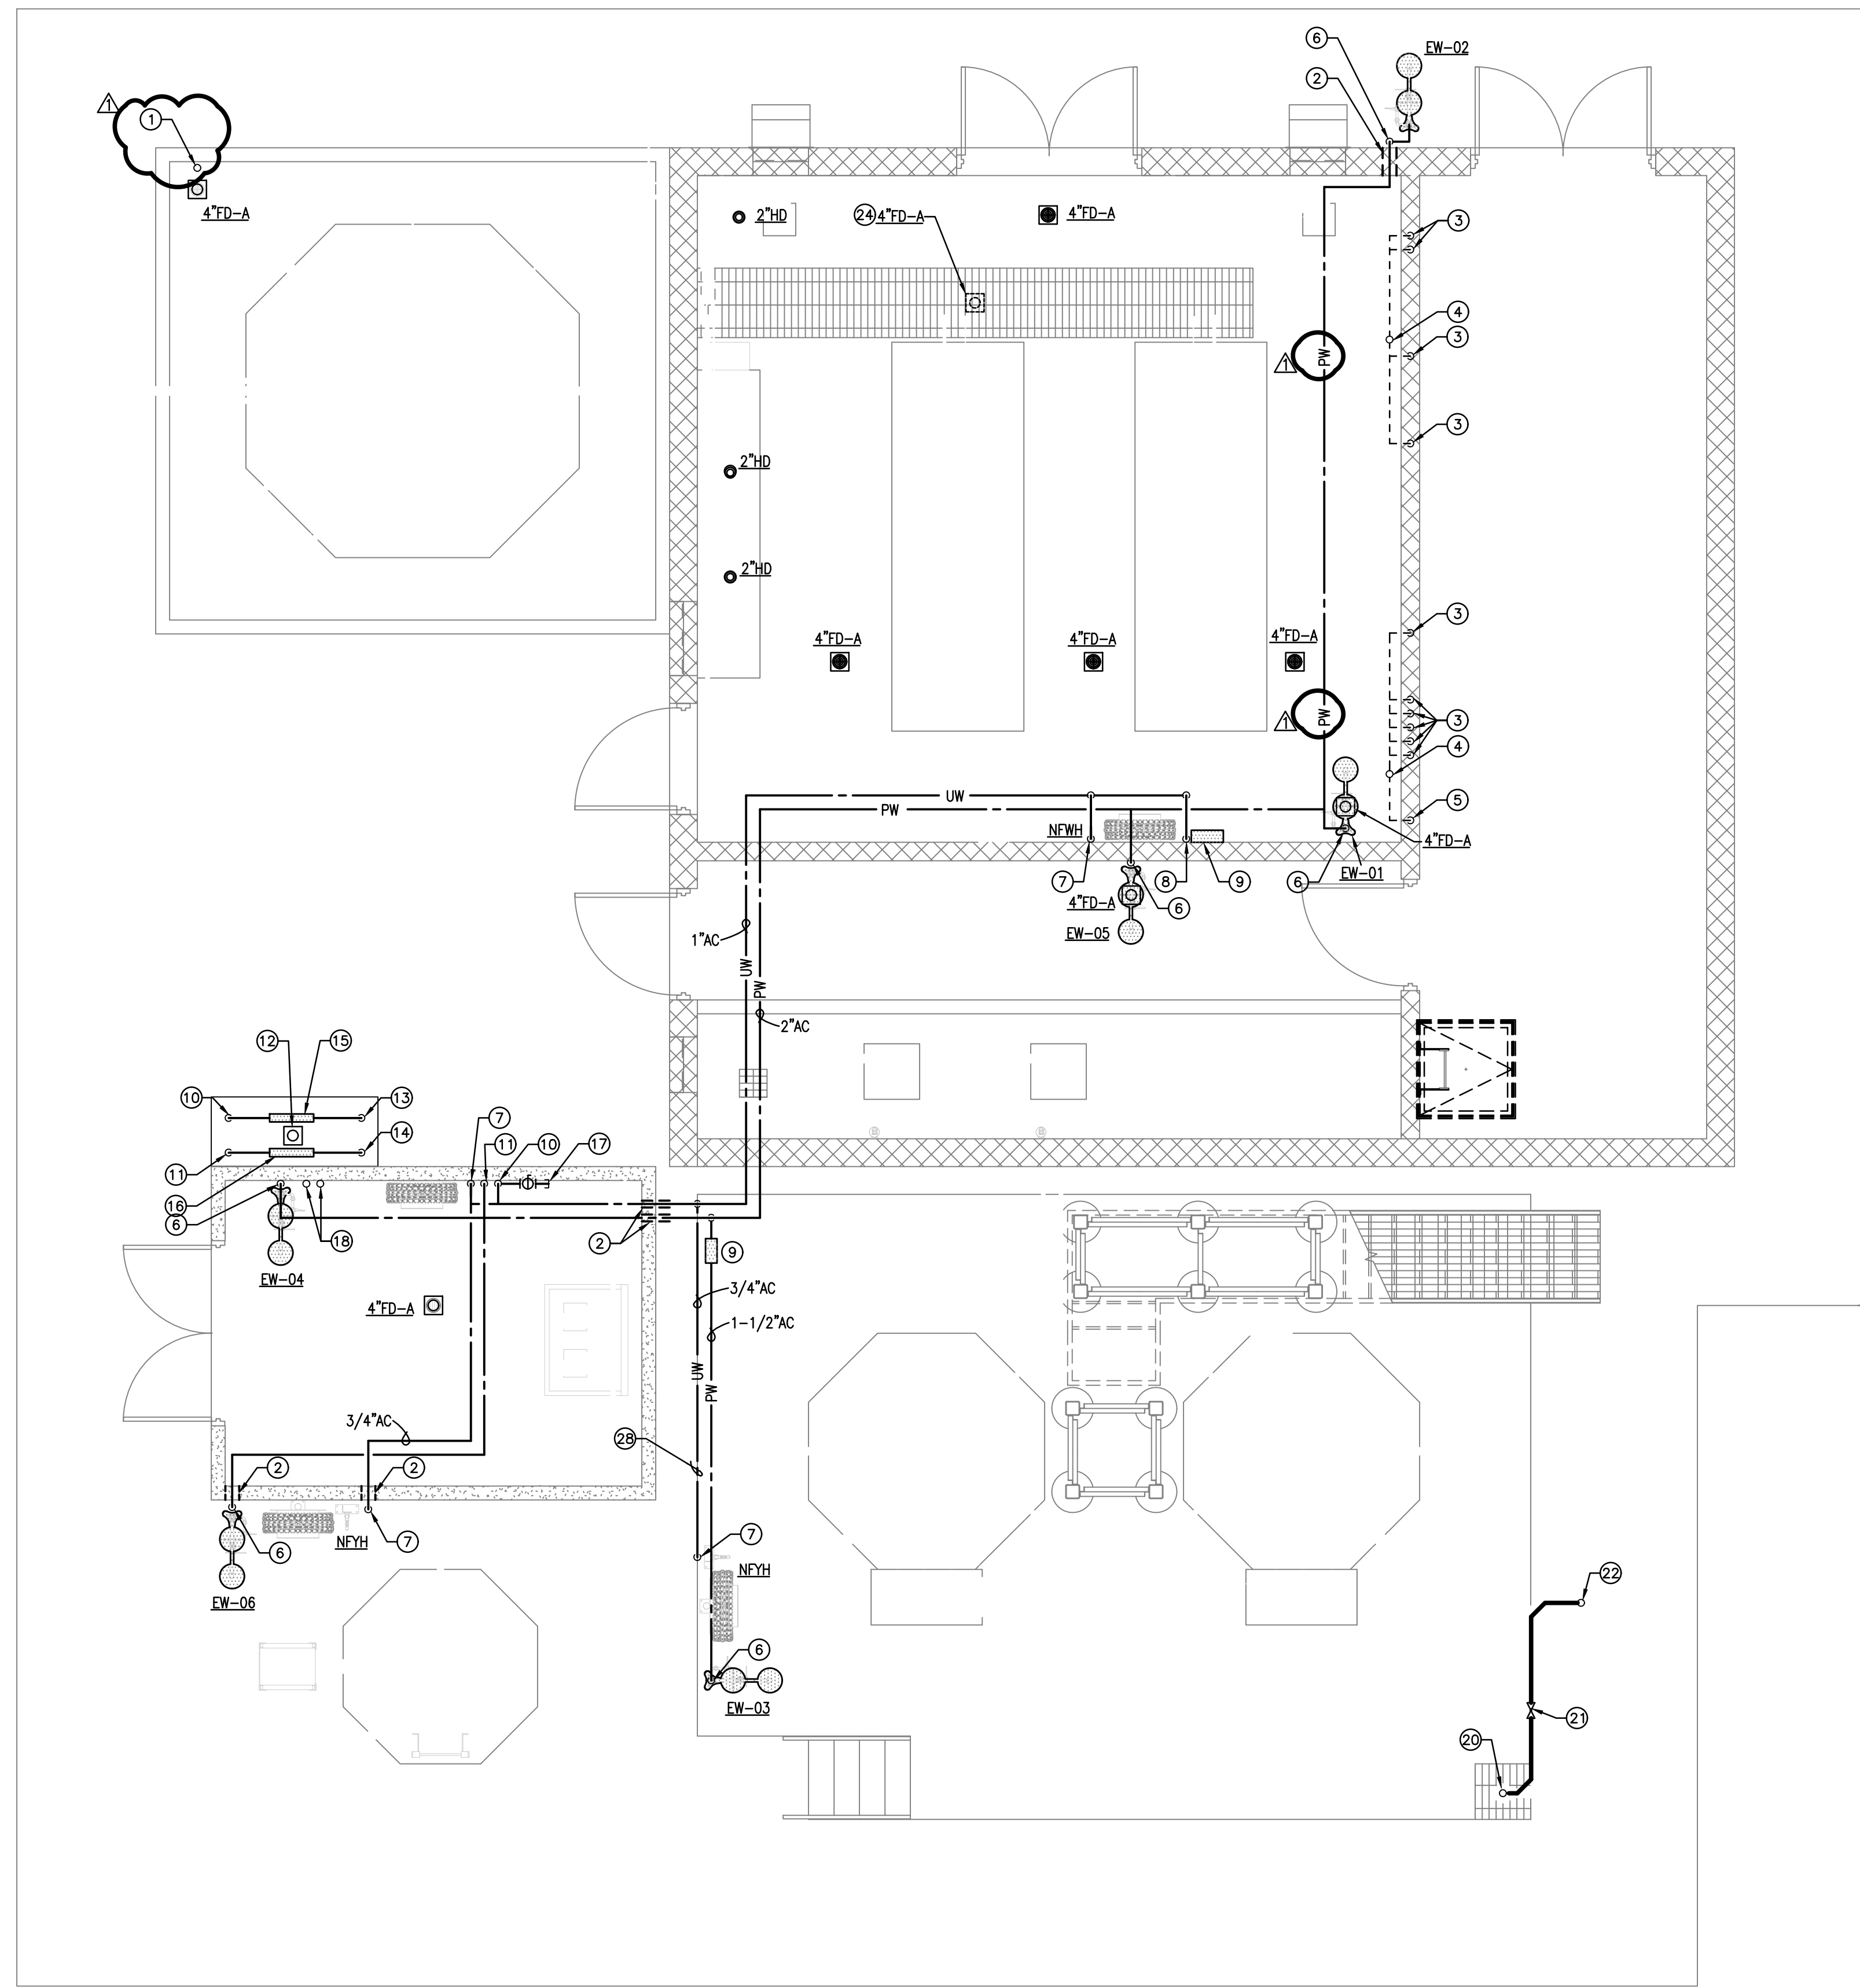 6
EW-02
2
1
1
4"FD-A
2"HD
24 4"FD-A
4"FD-A
3
4
3
PW
1
3
2"HD
2"HD
3
4"FD-A
4"FD-A
4"FD-A
PW
1
3
4
UW
PW
5
NFWH
4"FD-A
7
8
9
6
EW-01
4"FD-A
6
EW-05
1"AC
UW
PW
2"AC
12
15
10
13
7
14
11
10
17
11
16
6
18
2
9
EW-04
3/4"AC
4"FD-A
1-1/2"AC
UW
PW
3/4"AC
28
2
2
7
NFYH
6
7
NFYH
EW-06
22
6
EW-03
21
20